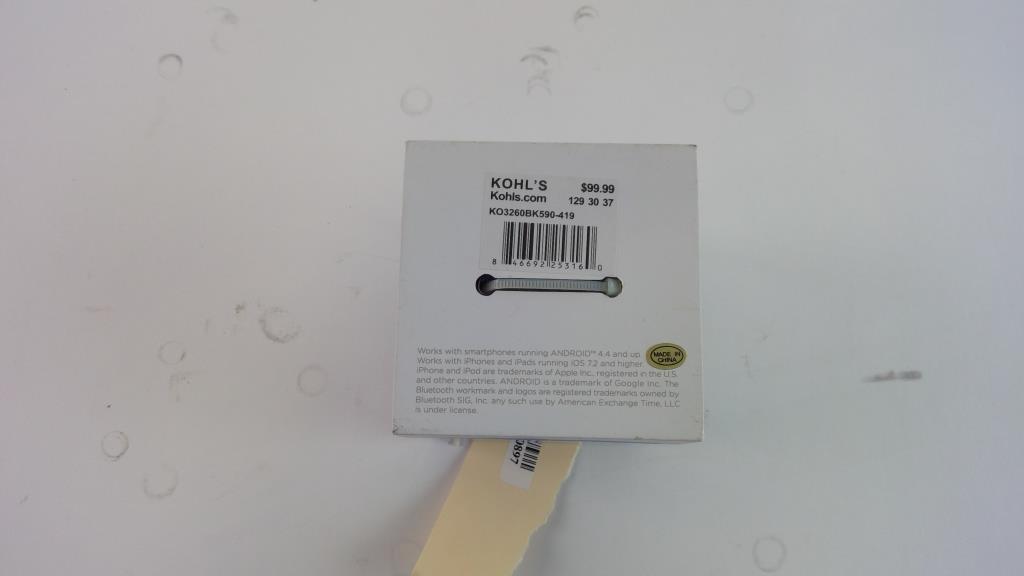 KOHL'S $99.99
Kohls.com 129 30 37
KO3260BK590-419
8 46692 25316 0
Works with smartphones running ANDROID™ 4.4 and up.
Works with iPhones and iPads running iOS 7.2 and higher.
iPhone and iPod are trademarks of Apple Inc. registered in the U.S.
and other countries. ANDROID is a trademark of Google Inc. The
Bluetooth workmark and logos are registered trademarks owned by
Bluetooth SIG, Inc. any such use by American Exchange Time, LLC
is under license.
MADE IN
CHINA